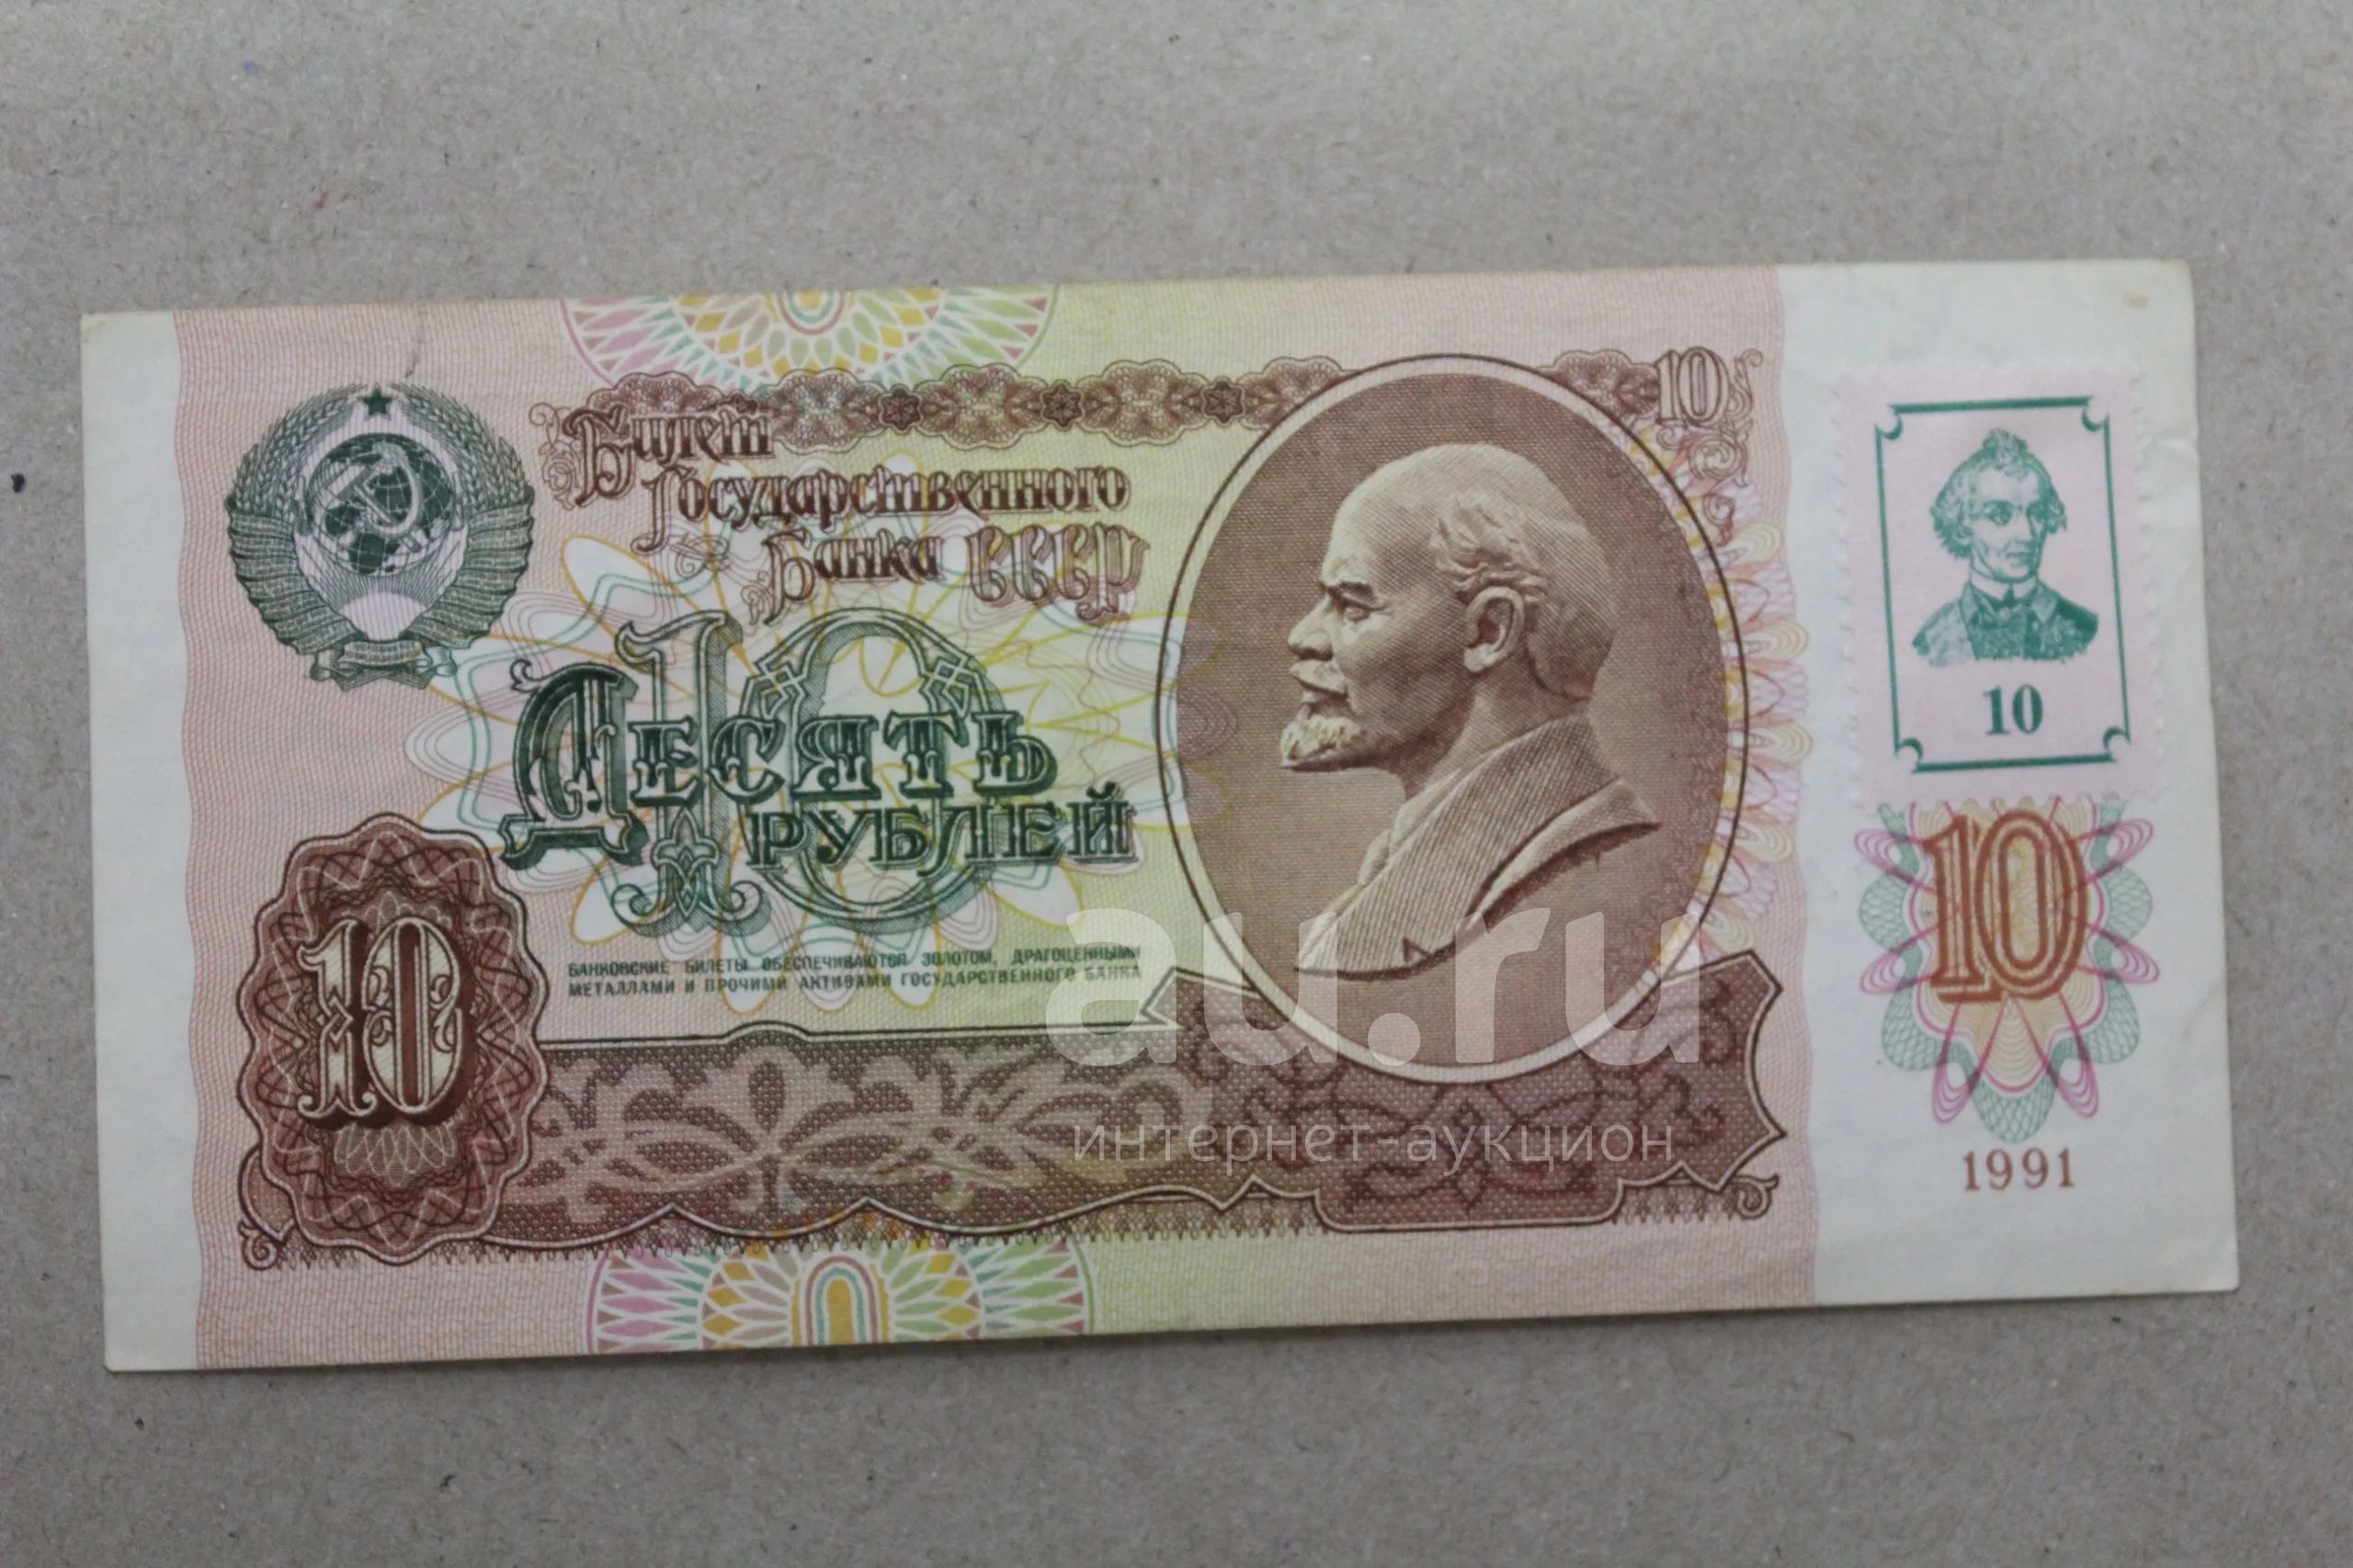 Билет
Государственного
Банка СССР
10
10
Десять
рублей
БАНКОВСКИЕ БИЛЕТЫ ОБЕСПЕЧИВАЮТСЯ ЗОЛОТОМ, ДРАГОЦЕННЫМИ
МЕТАЛЛАМИ И ПРОЧИМИ АКТИВАМИ ГОСУДАРСТВЕННОГО БАНКА
10
10
10
1991
au.ru
интернет-аукцион